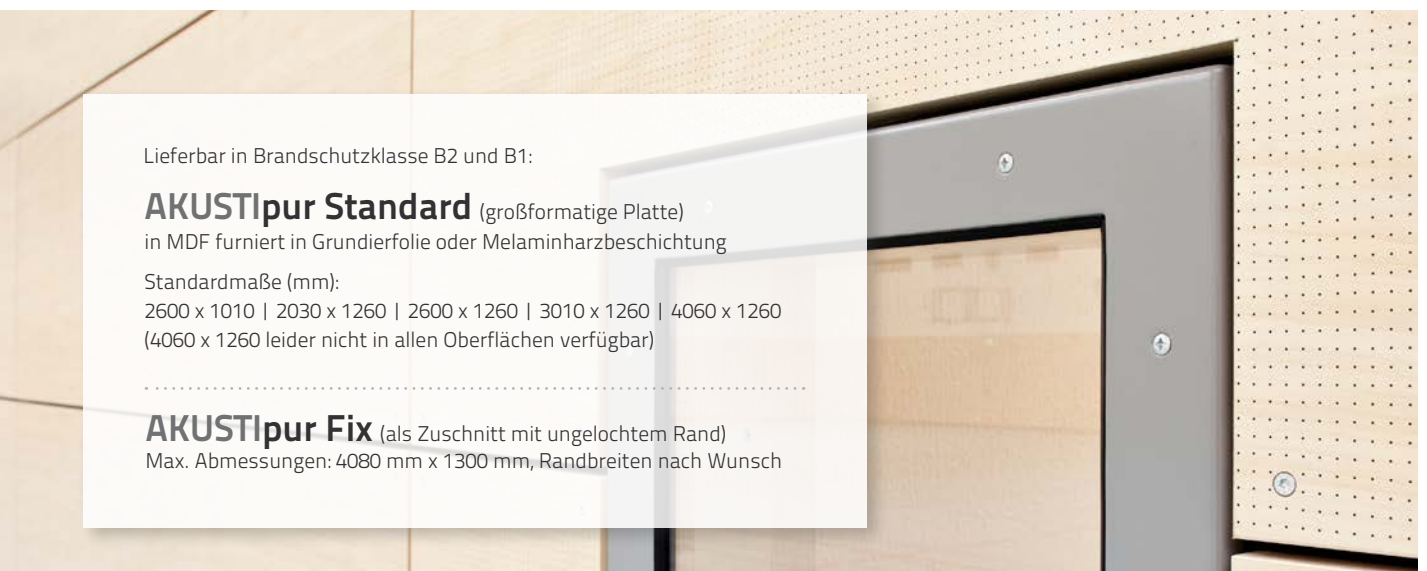 Lieferbar in Brandschutzklasse B2 und B1:
AKUSTIpur Standard (großformatige Platte)
in MDF furniert in Grundierfolie oder Melaminharzbeschichtung
Standardmaße (mm):
2600 x 1010 | 2030 x 1260 | 2600 x 1260 | 3010 x 1260 | 4060 x 1260
(4060 x 1260 leider nicht in allen Oberflächen verfügbar)
AKUSTIpur Fix (als Zuschnitt mit ungelochtem Rand)
Max. Abmessungen: 4080 mm x 1300 mm, Randbreiten nach Wunsch